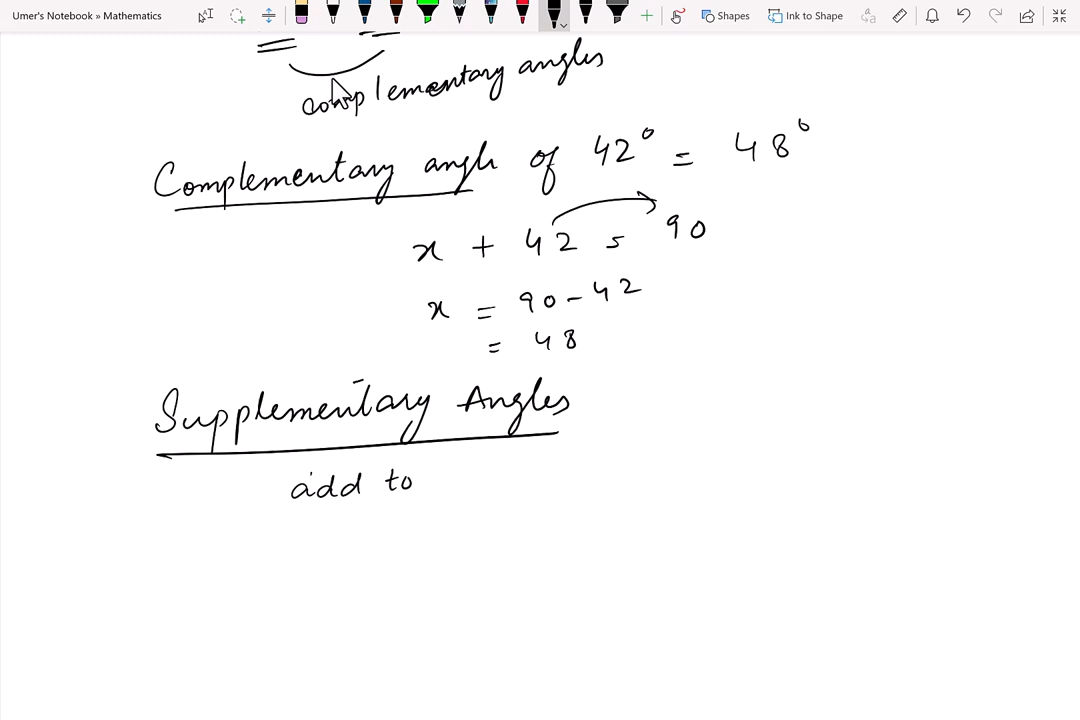 Umer's Notebook » Mathematics
Shapes
Ink to Shape
complementary angles
Complementary angle of 42° = 48°
x + 42 = 90
x = 90 - 42
= 48
Supplementary Angles
add to